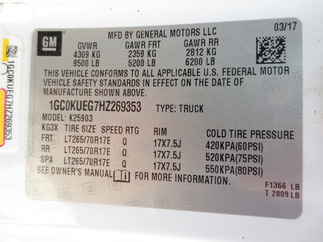 GM
MFD BY GENERAL MOTORS LLC 03/17
GVWR GAWR FRT GAWR RR
4309 KG 2359 KG 2812 KG
9500 LB 5200 LB 6200 LB
THIS VEHICLE CONFORMS TO ALL APPLICABLE U.S. FEDERAL MOTOR
VEHICLE SAFETY STANDARDS IN EFFECT ON THE DATE OF
MANUFACTURE SHOWN ABOVE.
1GC0KUEG7HZ269353 TYPE: TRUCK
MODEL: K25903
TIRE SIZE SPEED RTG RIM COLD TIRE PRESSURE
FRT LT265/70R17E Q 17X7.5J 420KPA(60PSI)
RR LT265/70R17E Q 17X7.5J 520KPA(75PSI)
SPA LT265/70R17E Q 17X7.5J 550KPA(80PSI)
SEE OWNER'S MANUAL i FOR MORE INFORMATION.
F1366 LB
T 2809 LB
1GC0KUEG7HZ269353